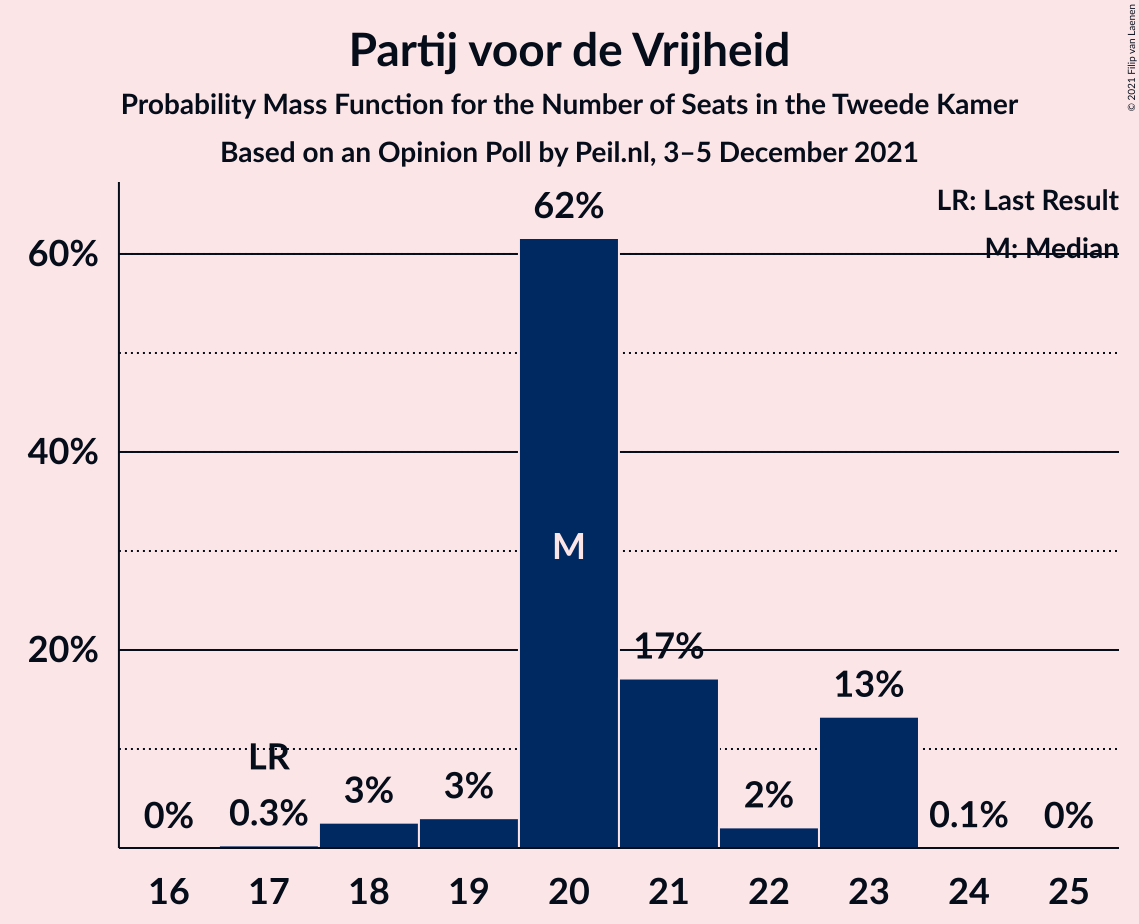 Partij voor de Vrijheid
Probability Mass Function for the Number of Seats in the Tweede Kamer
Based on an Opinion Poll by Peil.nl, 3–5 December 2021
© 2021 Filip van Laenen
LR: Last Result
M: Median
60%
40%
20%
0%
LR
0.3%
3%
3%
62%
M
17%
2%
13%
0.1%
0%
16 17 18 19 20 21 22 23 24 25